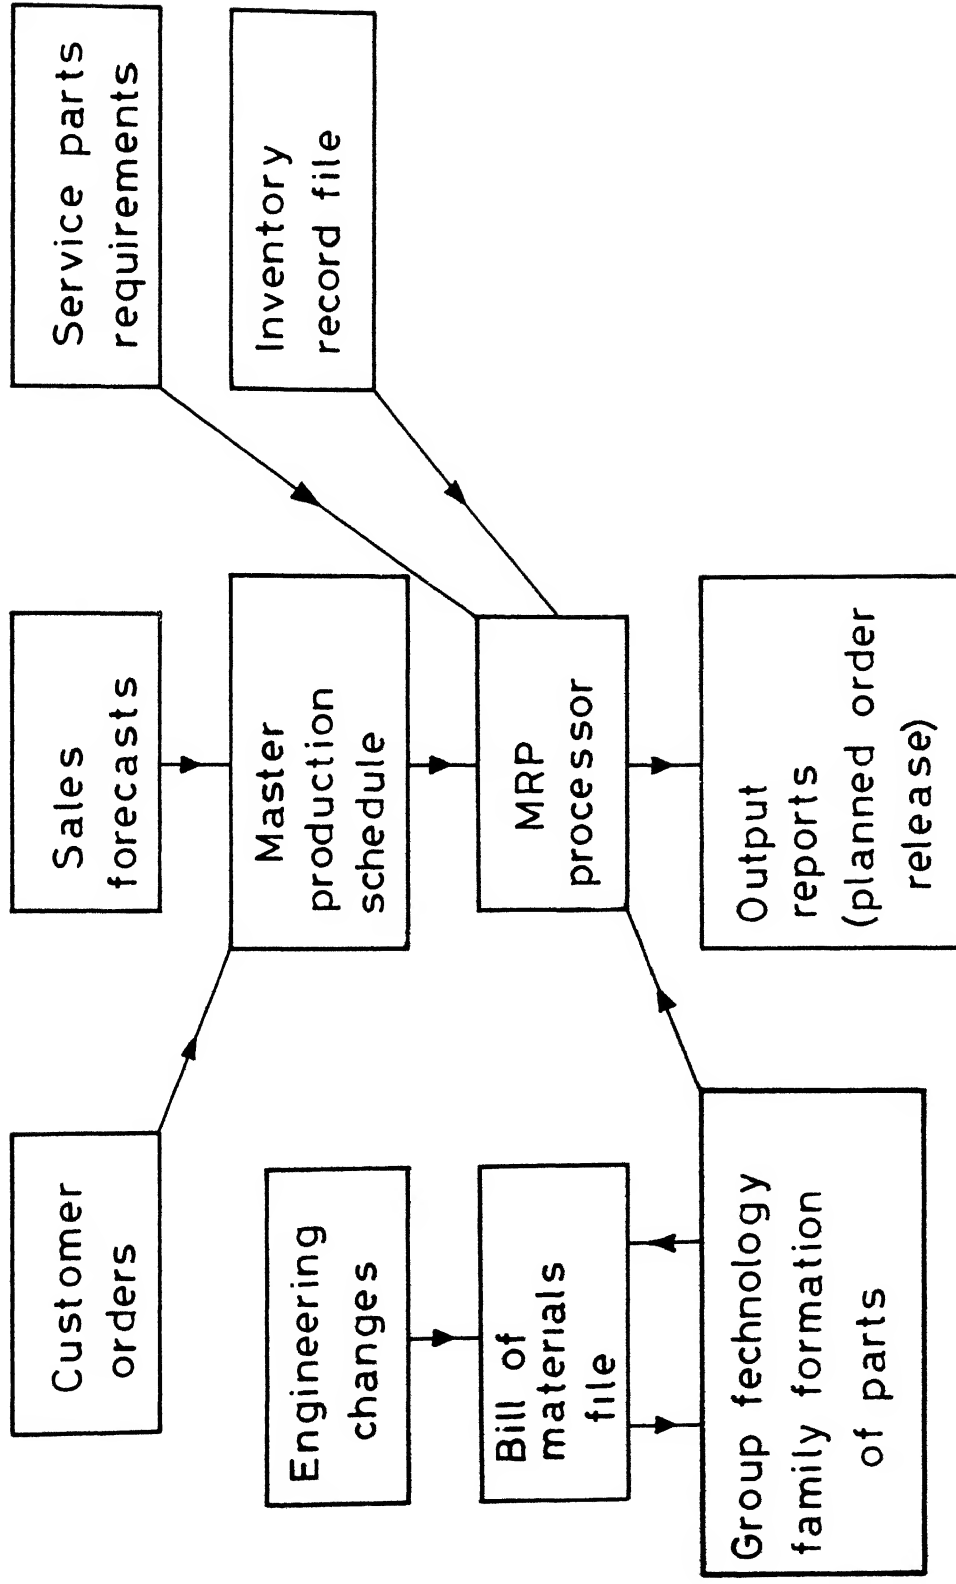 Customer
orders
Sales
forecasts
Service parts
requirements
Engineering
changes
Master
production
schedule
Inventory
record file
Bill of
materials
file
MRP
processor
Group fechnology
family formation
of parts
Output
reports
(planned order
release)